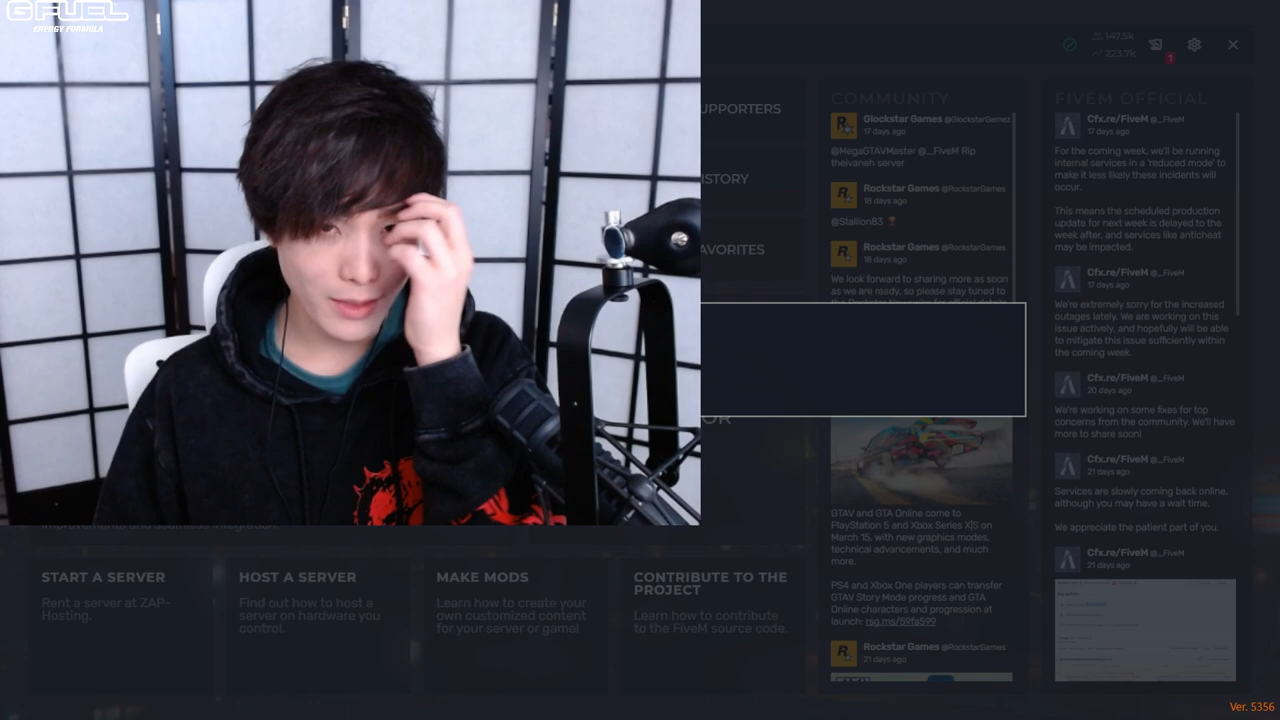 GFUEL
ENERGY FORMULA
147.5k
223.7k
1
UPPORTERS
ISTORY
AVORITES
OR
START A SERVER
Rent a server at ZAP-
Hosting.
HOST A SERVER
Find out how to host a
server on hardware you
control.
MAKE MODS
Learn how to create your
own customized content
for your server or game!
CONTRIBUTE TO THE
PROJECT
Learn how to contribute
to the FiveM source code.
COMMUNITY
Glockstar Games @GlockstarGamez
17 days ago
@MegaGTAVMaster @_FiveM Rip
theivaneh server
Rockstar Games @RockstarGames
18 days ago
@Stallion83 🏆
Rockstar Games @RockstarGames
18 days ago
We look forward to sharing more as soon
as we are ready, so please stay tuned to
GTAV and GTA Online come to
PlayStation 5 and Xbox Series X|S on
March 15, with new graphics modes,
technical advancements, and much
more.
PS4 and Xbox One players can transfer
GTAV Story Mode progress and GTA
Online characters and progression at
launch: rsg.ms/59fa599
Rockstar Games @RockstarGames
21 days ago
FIVEM OFFICIAL
Cfx.re/FiveM @_FiveM
17 days ago
For the coming week, we'll be running
internal services in a 'reduced mode' to
make it less likely these incidents will
occur.
This means the scheduled production
update for next week is delayed to the
week after, and services like anticheat
may be impacted.
Cfx.re/FiveM @_FiveM
17 days ago
We're extremely sorry for the increased
outages lately. We are working on this
issue actively, and hopefully will be able
to mitigate this issue sufficiently within
the coming week.
Cfx.re/FiveM @_FiveM
20 days ago
We're working on some fixes for top
concerns from the community. We'll have
more to share soon!
Cfx.re/FiveM @_FiveM
21 days ago
Services are slowly coming back online,
although you may have a wait time.
We appreciate the patient part of you.
Cfx.re/FiveM @_FiveM
21 days ago
Ver. 5356